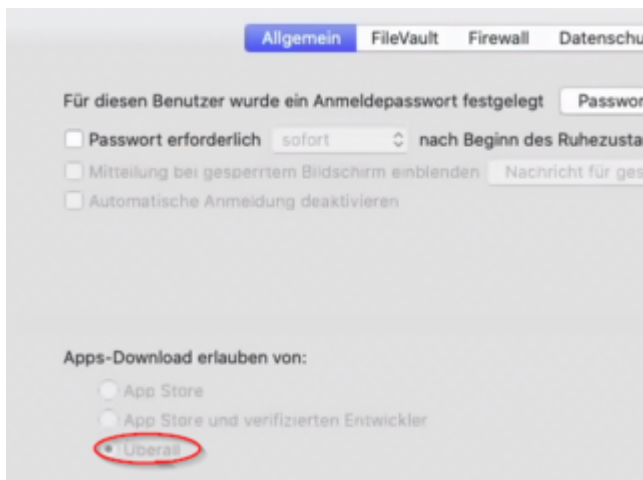 Allgemein FileVault Firewall Datenschu
Für diesen Benutzer wurde ein Anmeldepasswort festgelegt Passwor
Passwort erforderlich sofort nach Beginn des Ruhezusta
Mitteilung bei gesperrtem Bildschirm einblenden Nachricht für ges
Automatische Anmeldung deaktivieren
Apps-Download erlauben von:
App Store
App Store und verifizierten Entwickler
Überall